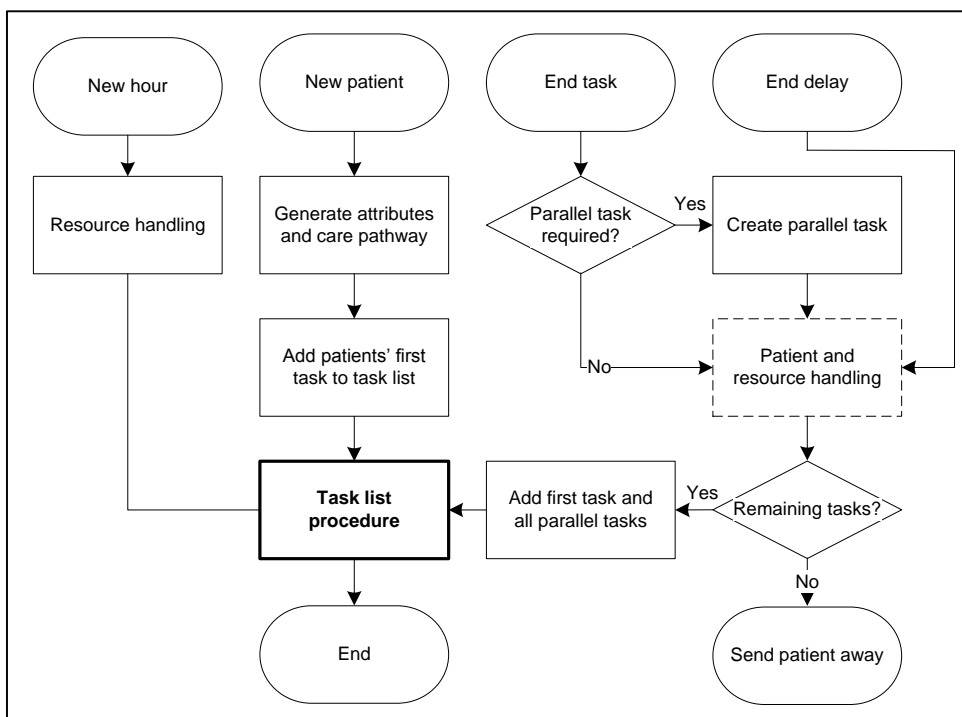 New hour
New patient
End task
End delay
Resource handling
Generate attributes
and care pathway
Parallel task
required?
Yes
Create parallel task
Add patients’ first
task to task list
No
Patient and
resource handling
Task list
procedure
Add first task and
all parallel tasks
Yes
Remaining tasks?
No
End
Send patient away